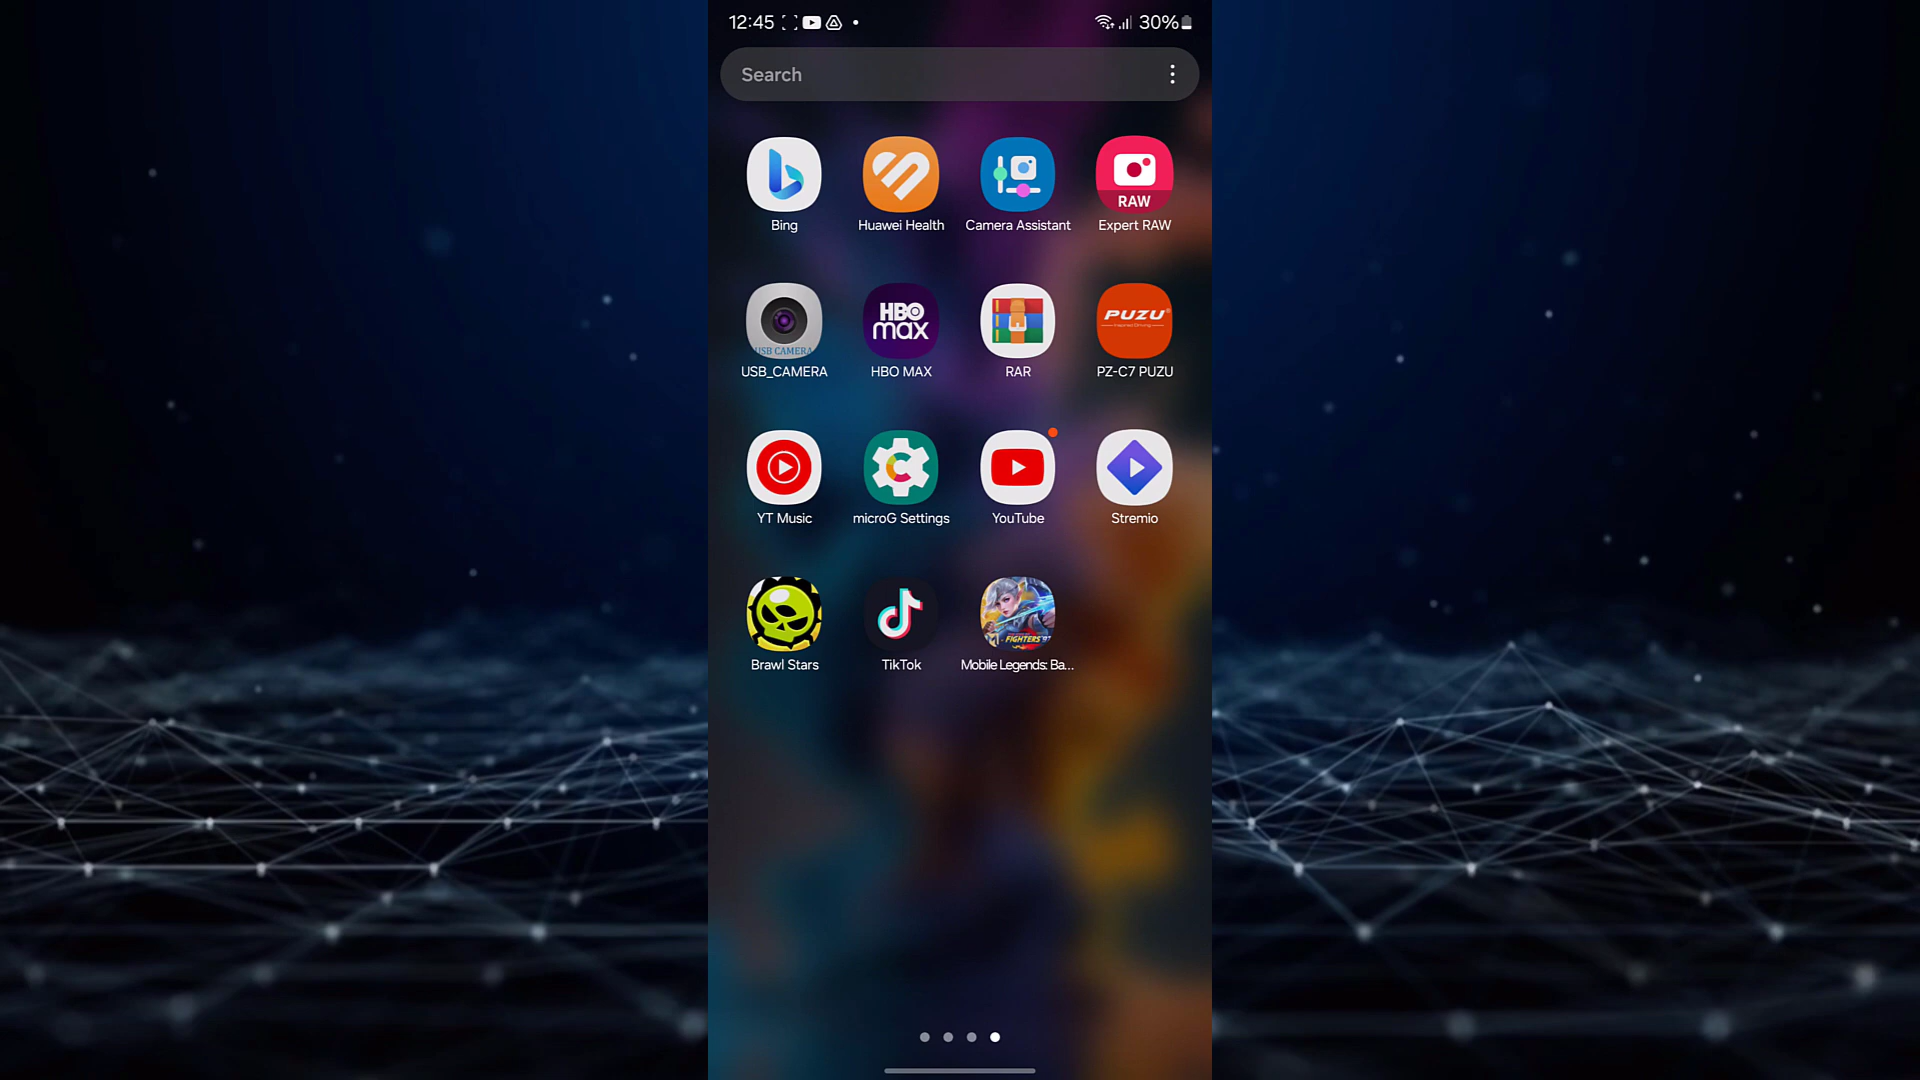 12:45
30%
Search
RAW
Bing
Huawei Health
Camera Assistant
Expert RAW
USB CAMERA
HBO
max
PUZU
Inspired Driving
USB_CAMERA
HBO MAX
RAR
PZ-C7 PUZU
YT Music
microG Settings
YouTube
Stremio
FIGHTERS'97
Brawl Stars
TikTok
Mobile Legends: Ba...